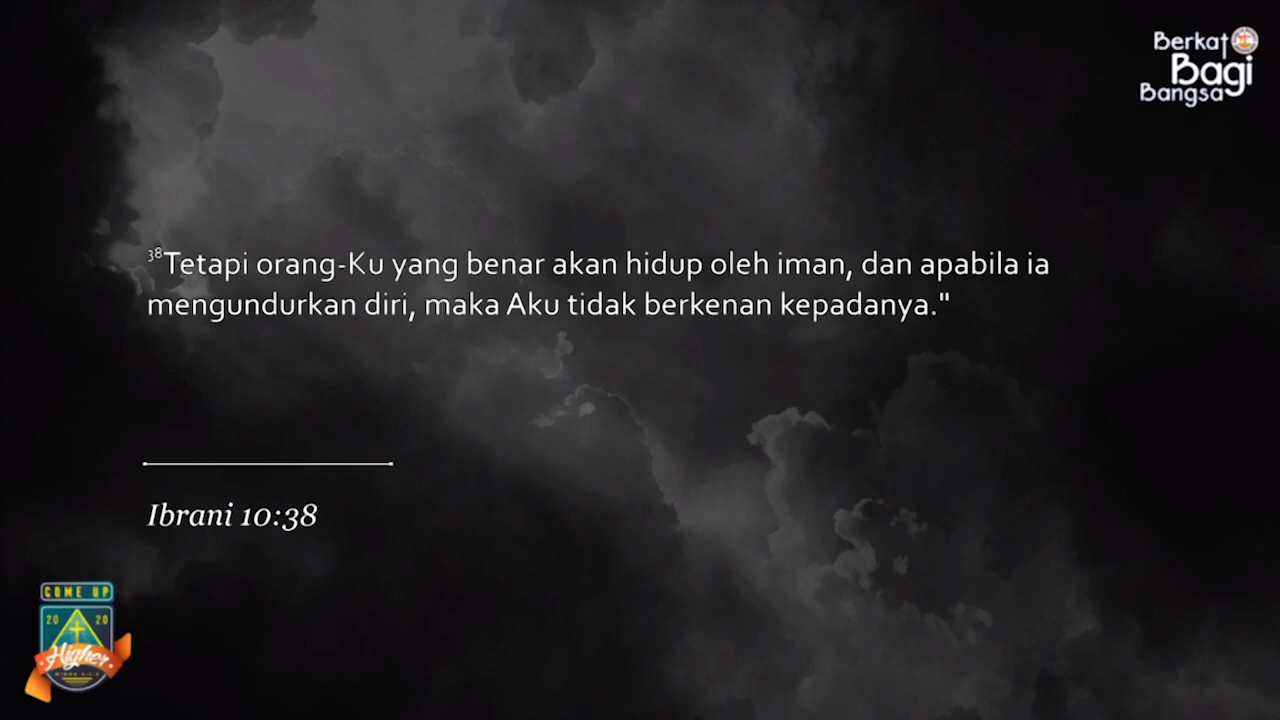 Berkat
Bagi
Bangsa
³⁸Tetapi orang-Ku yang benar akan hidup oleh iman, dan apabila ia
mengundurkan diri, maka Aku tidak berkenan kepadanya."
Ibrani 10:38
COME UP
20 20
Higher